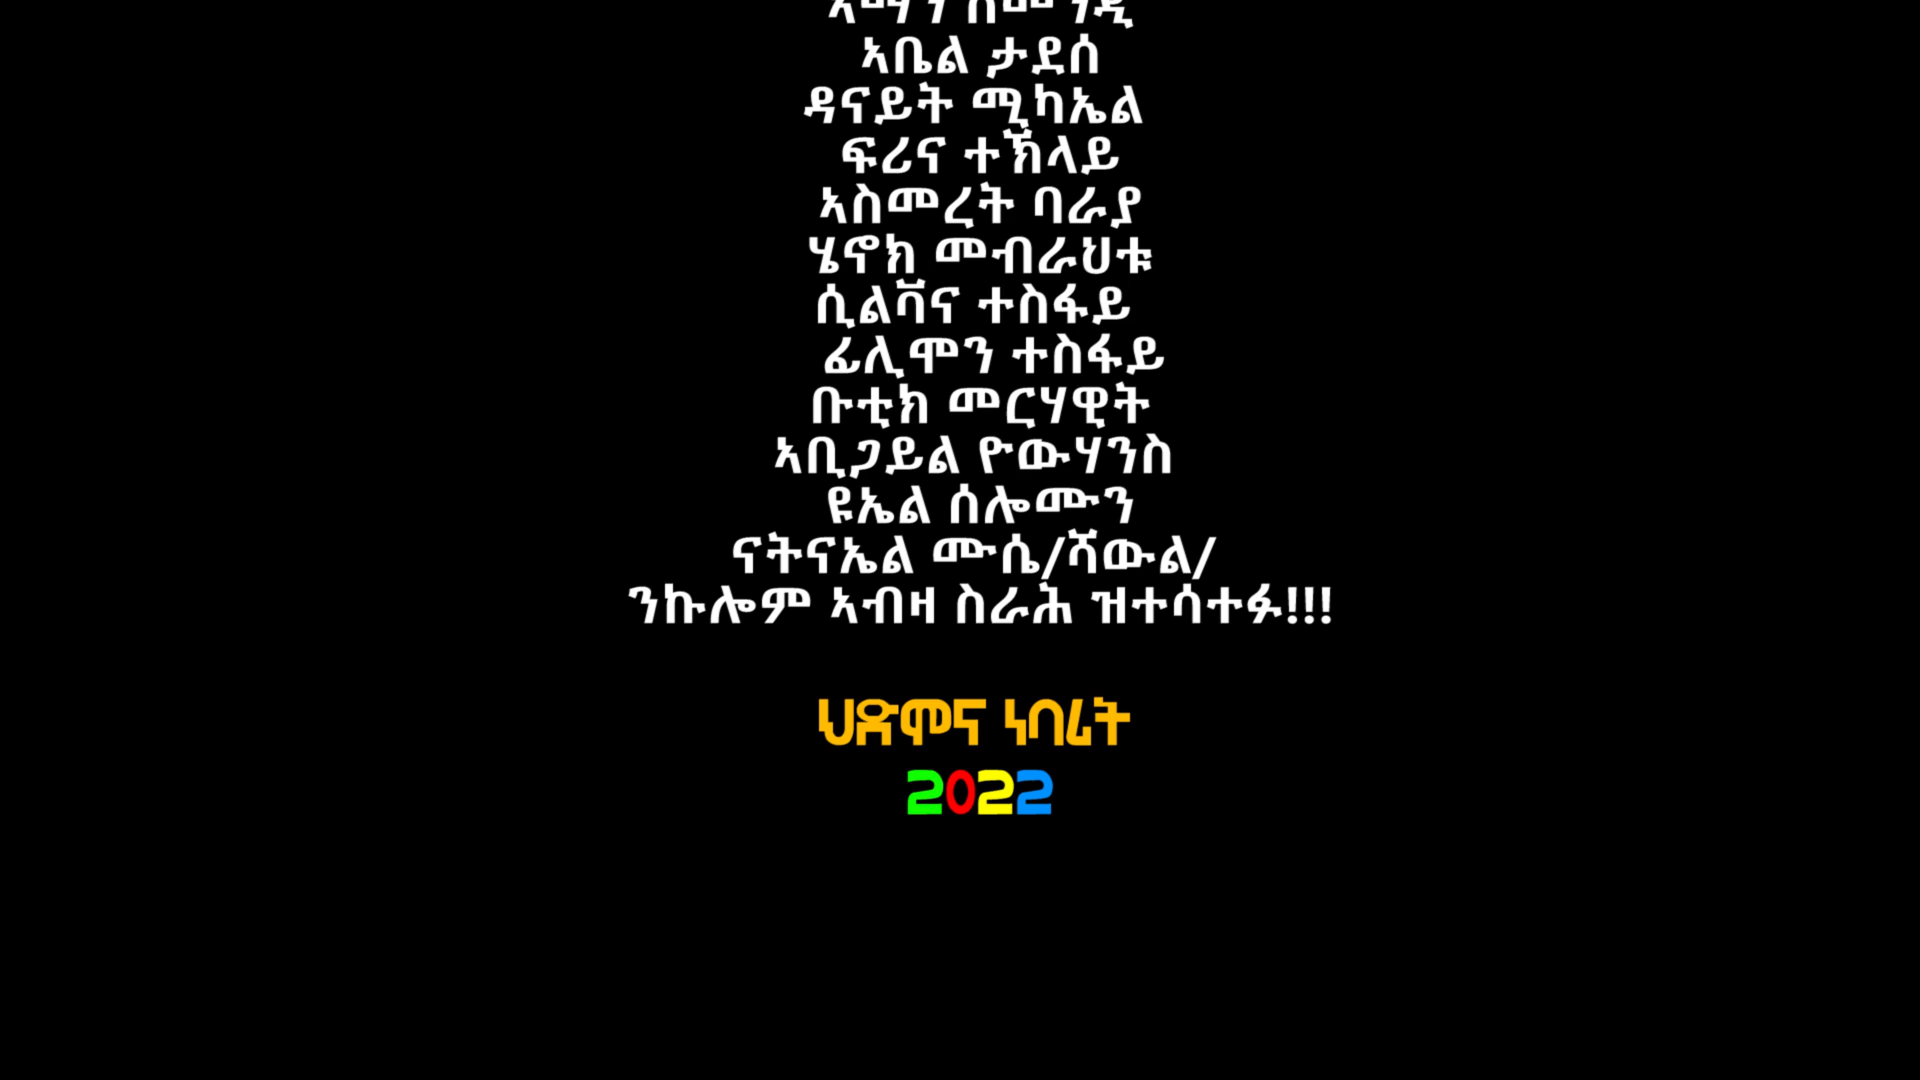 ኣቤል ታደሰ
ዳናይት ሚካኤል
ፍሪና ተኽላይ
ኣስመረት ባራያ
ሄኖክ መብራህቱ
ሲልቫና ተስፋይ
ፊሊሞን ተስፋይ
ቡቲክ መርሃዊት
ኣቢጋይል ዮውሃንስ
ዩኤል ሰሎሙን
ናትናኤል ሙሴ/ሻውል/
ንኩሎም ኣብዛ ስራሕ ዝተሳተፉ!!!
ህድሞና ነባሪት
2022